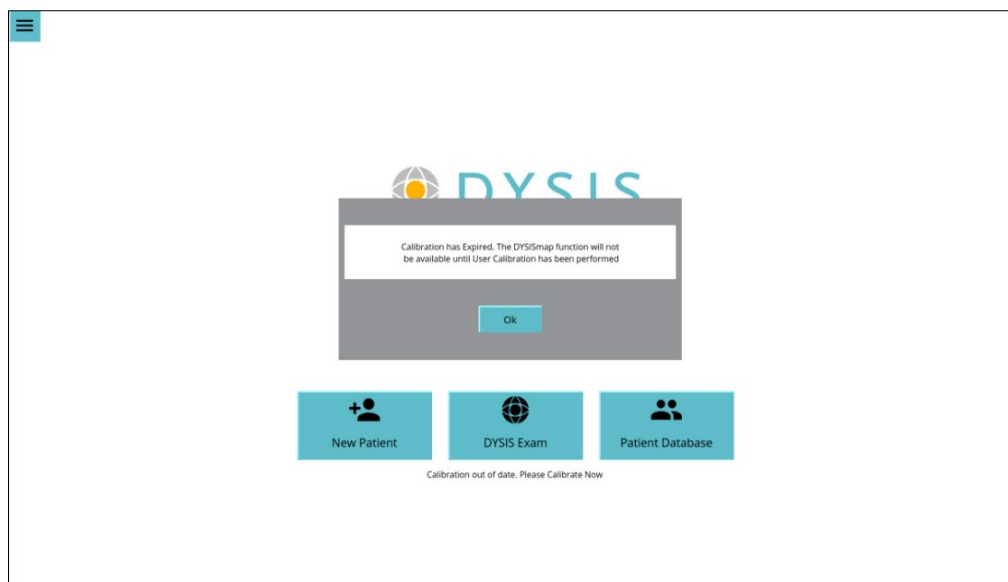 DYSIS
Calibration has Expired. The DYSISmap function will not
be available until User Calibration has been performed
Ok
New Patient
DYSIS Exam
Patient Database
Calibration out of date. Please Calibrate Now